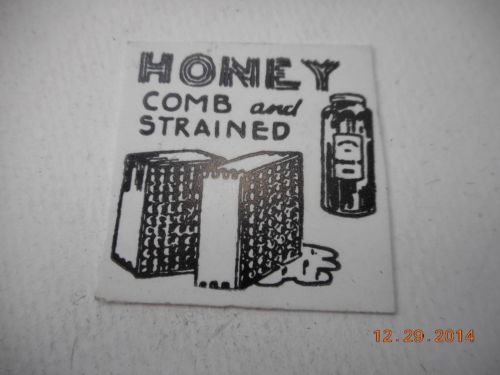 HONEY
COMB and
STRAINED
12.29.2014